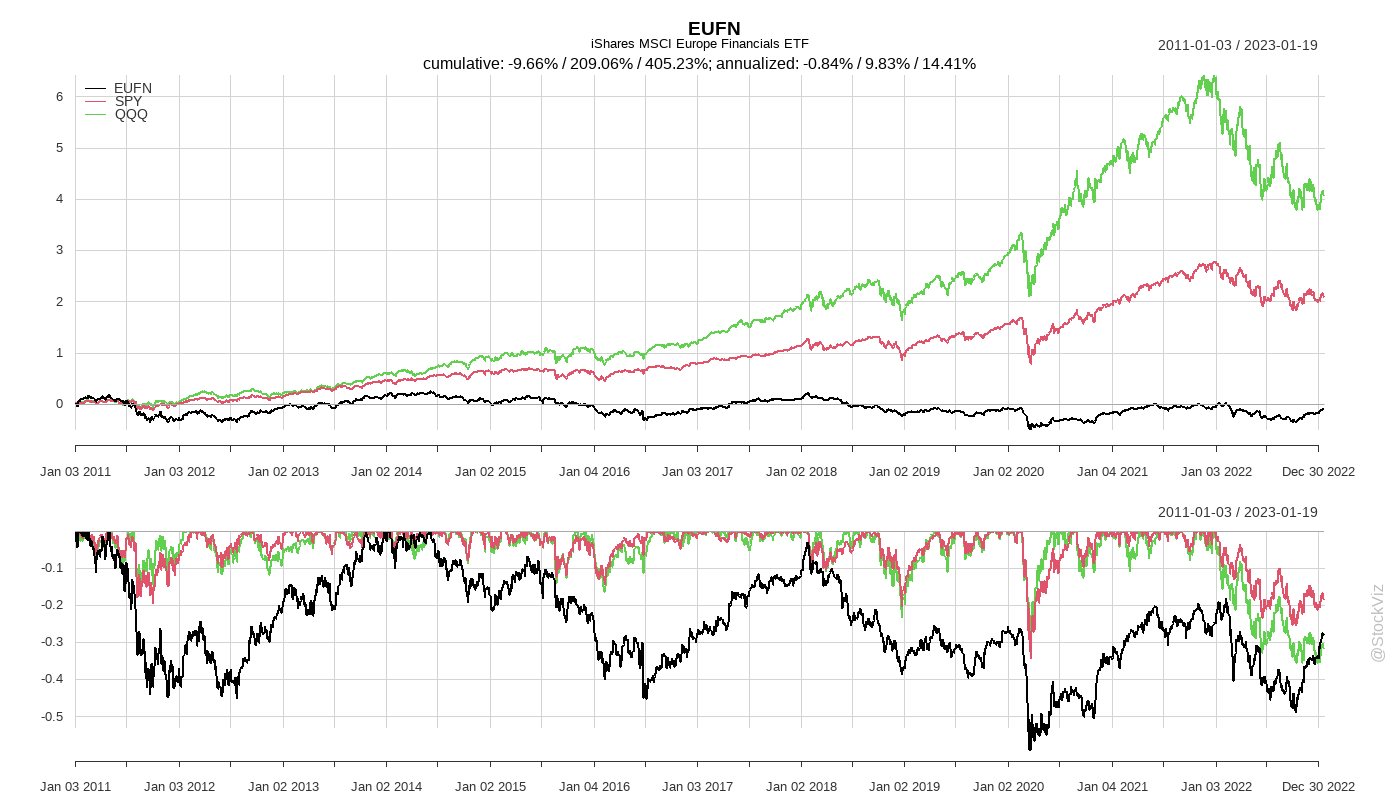 EUFN
iShares MSCI Europe Financials ETF
2011-01-03 / 2023-01-19
cumulative: -9.66% / 209.06% / 405.23%; annualized: -0.84% / 9.83% / 14.41%
EUFN
SPY
QQQ
6
5
4
3
2
1
0
Jan 03 2011 Jan 03 2012 Jan 02 2013 Jan 02 2014 Jan 02 2015 Jan 04 2016 Jan 03 2017 Jan 02 2018 Jan 02 2019 Jan 02 2020 Jan 04 2021 Jan 03 2022 Dec 30 2022
2011-01-03 / 2023-01-19
-0.1
-0.2
-0.3
-0.4
-0.5
Jan 03 2011 Jan 03 2012 Jan 02 2013 Jan 02 2014 Jan 02 2015 Jan 04 2016 Jan 03 2017 Jan 02 2018 Jan 02 2019 Jan 02 2020 Jan 04 2021 Jan 03 2022 Dec 30 2022
@StockViz